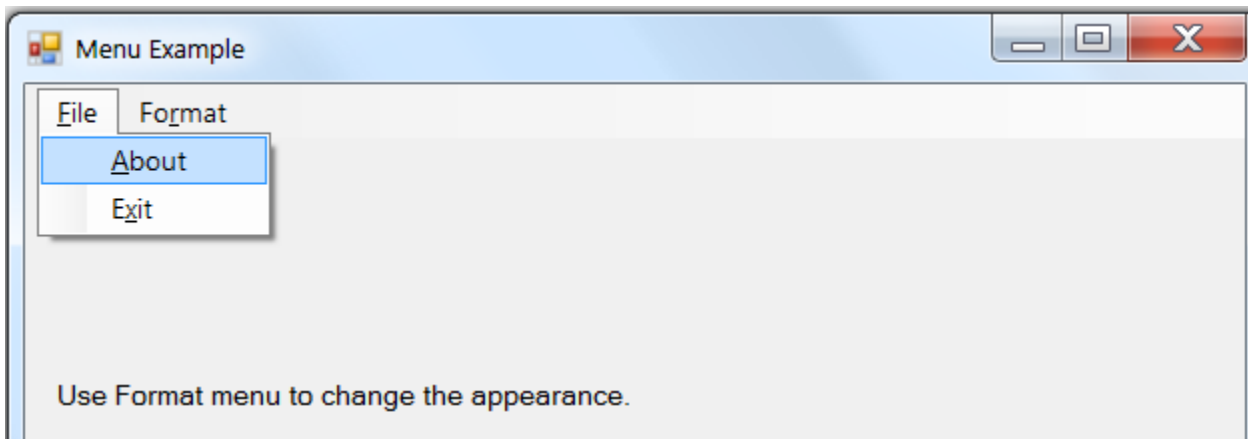 Menu Example
File Format
About
Exit
Use Format menu to change the appearance.